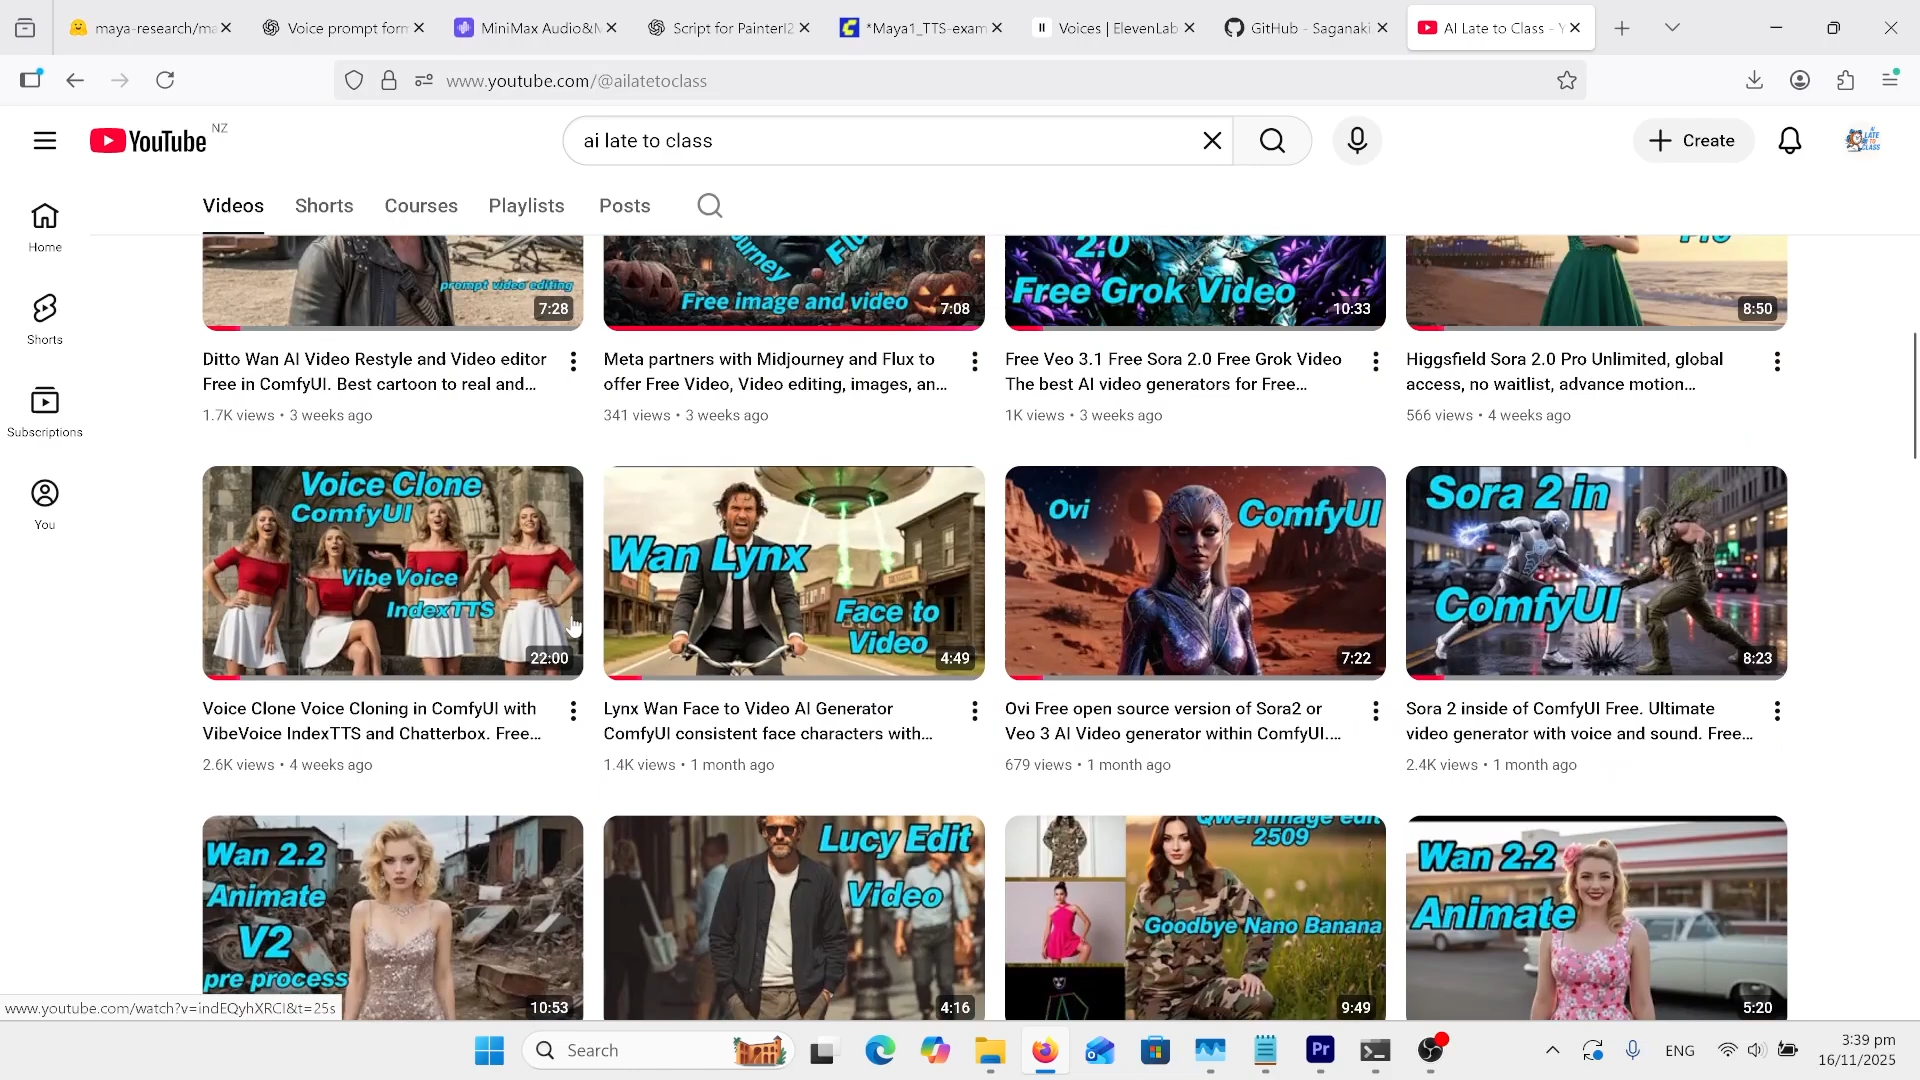 maya-research/ma
Voice prompt form
MiniMax Audio&M
Script for PainterI2
*Maya1_TTS-exam
Voices | ElevenLab
GitHub - Saganaki
AI Late to Class - Y
www.youtube.com/@ailatetoclass
YouTube NZ
ai late to class
Create
Videos Shorts Courses Playlists Posts
Home
Shorts
Subscriptions
You
prompt video editing
7:28
Free image and video
7:08
2.0
Free Grok Video
10:33
Pro
8:50
Ditto Wan AI Video Restyle and Video editor
Free in ComfyUI. Best cartoon to real and...
1.7K views • 3 weeks ago
Meta partners with Midjourney and Flux to
offer Free Video, Video editing, images, an...
341 views • 3 weeks ago
Free Veo 3.1 Free Sora 2.0 Free Grok Video
The best AI video generators for Free...
1K views • 3 weeks ago
Higgsfield Sora 2.0 Pro Unlimited, global
access, no waitlist, advance motion...
566 views • 4 weeks ago
Voice Clone
ComfyUI
Vibe Voice
IndexTTS
22:00
Wan Lynx
Face to
Video
4:49
Ovi
ComfyUI
7:22
Sora 2 in
ComfyUI
8:23
Voice Clone Voice Cloning in ComfyUI with
VibeVoice IndexTTS and Chatterbox. Free...
2.6K views • 4 weeks ago
Lynx Wan Face to Video AI Generator
ComfyUI consistent face characters with...
1.4K views • 1 month ago
Ovi Free open source version of Sora2 or
Veo 3 AI Video generator within ComfyUI....
679 views • 1 month ago
Sora 2 inside of ComfyUI Free. Ultimate
video generator with voice and sound. Free...
2.4K views • 1 month ago
Wan 2.2
Animate
V2
pre process
10:53
Lucy Edit
Video
4:16
Qwen image edit
2509
Goodbye Nano Banana
9:49
Wan 2.2
Animate
5:20
www.youtube.com/watch?v=indEQyhXRCI&t=25s
Search
Pr
ENG
3:39 pm
16/11/2025